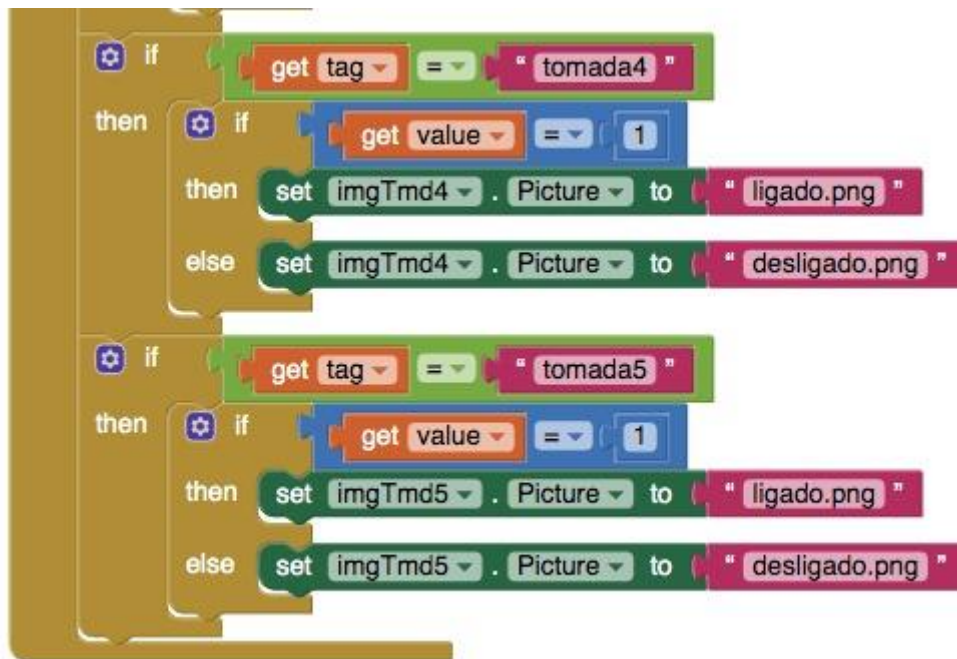 if get tag = " tomada4 "
then if get value = 1
then set imgTmd4 . Picture to " ligado.png "
else set imgTmd4 . Picture to " desligado.png "
if get tag = " tomada5 "
then if get value = 1
then set imgTmd5 . Picture to " ligado.png "
else set imgTmd5 . Picture to " desligado.png "